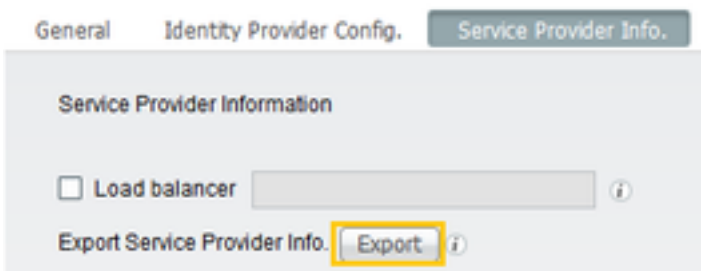 General Identity Provider Config. Service Provider Info.
Service Provider Information
Load balancer i
Export Service Provider Info. Export i